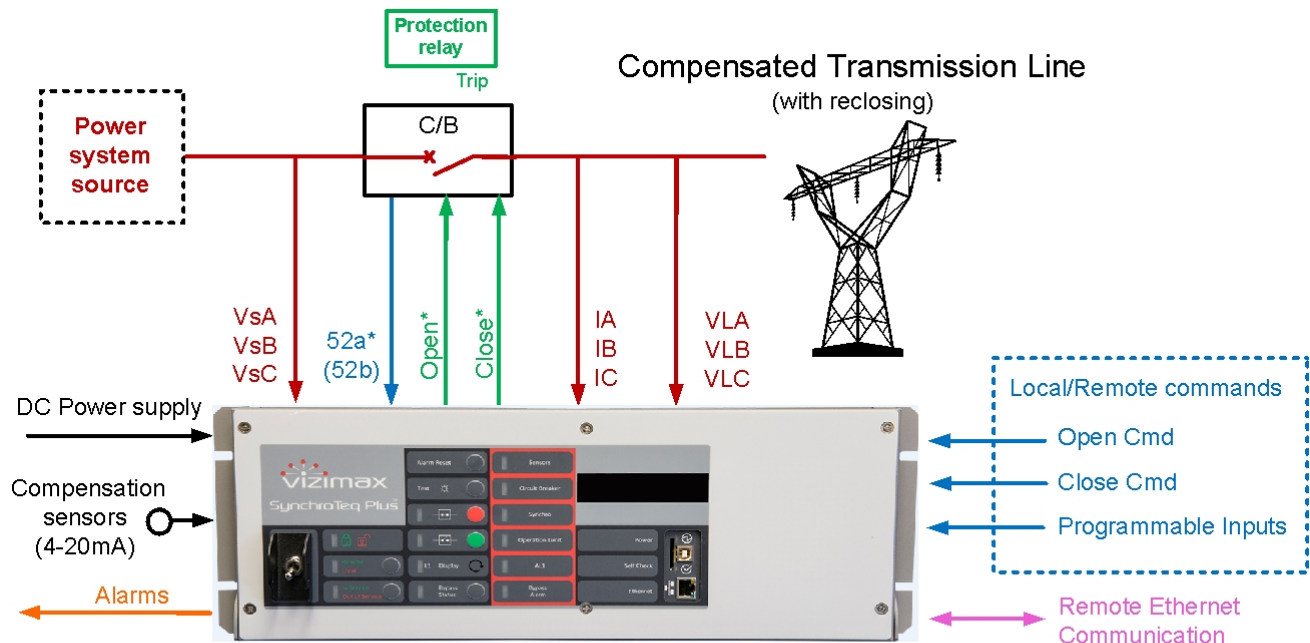 Protection
relay
Trip
Compensated Transmission Line
(with reclosing)
Power
system
source
C/B
VsA
VsB
VsC
52a*
(52b)
Open*
Close*
IA
IB
IC
VLA
VLB
VLC
DC Power supply
Compensation
sensors
(4-20mA)
Alarms
Local/Remote commands
Open Cmd
Close Cmd
Programmable Inputs
Remote Ethernet
Communication
vizimax
SynchroTeq Plus
Alarm Reset
Test
Display
Bypass
Status
Sensors
Circuit Breaker
Synchro
Operation Limit
Bypass
Alarm
Power
Self Check
Ethernet